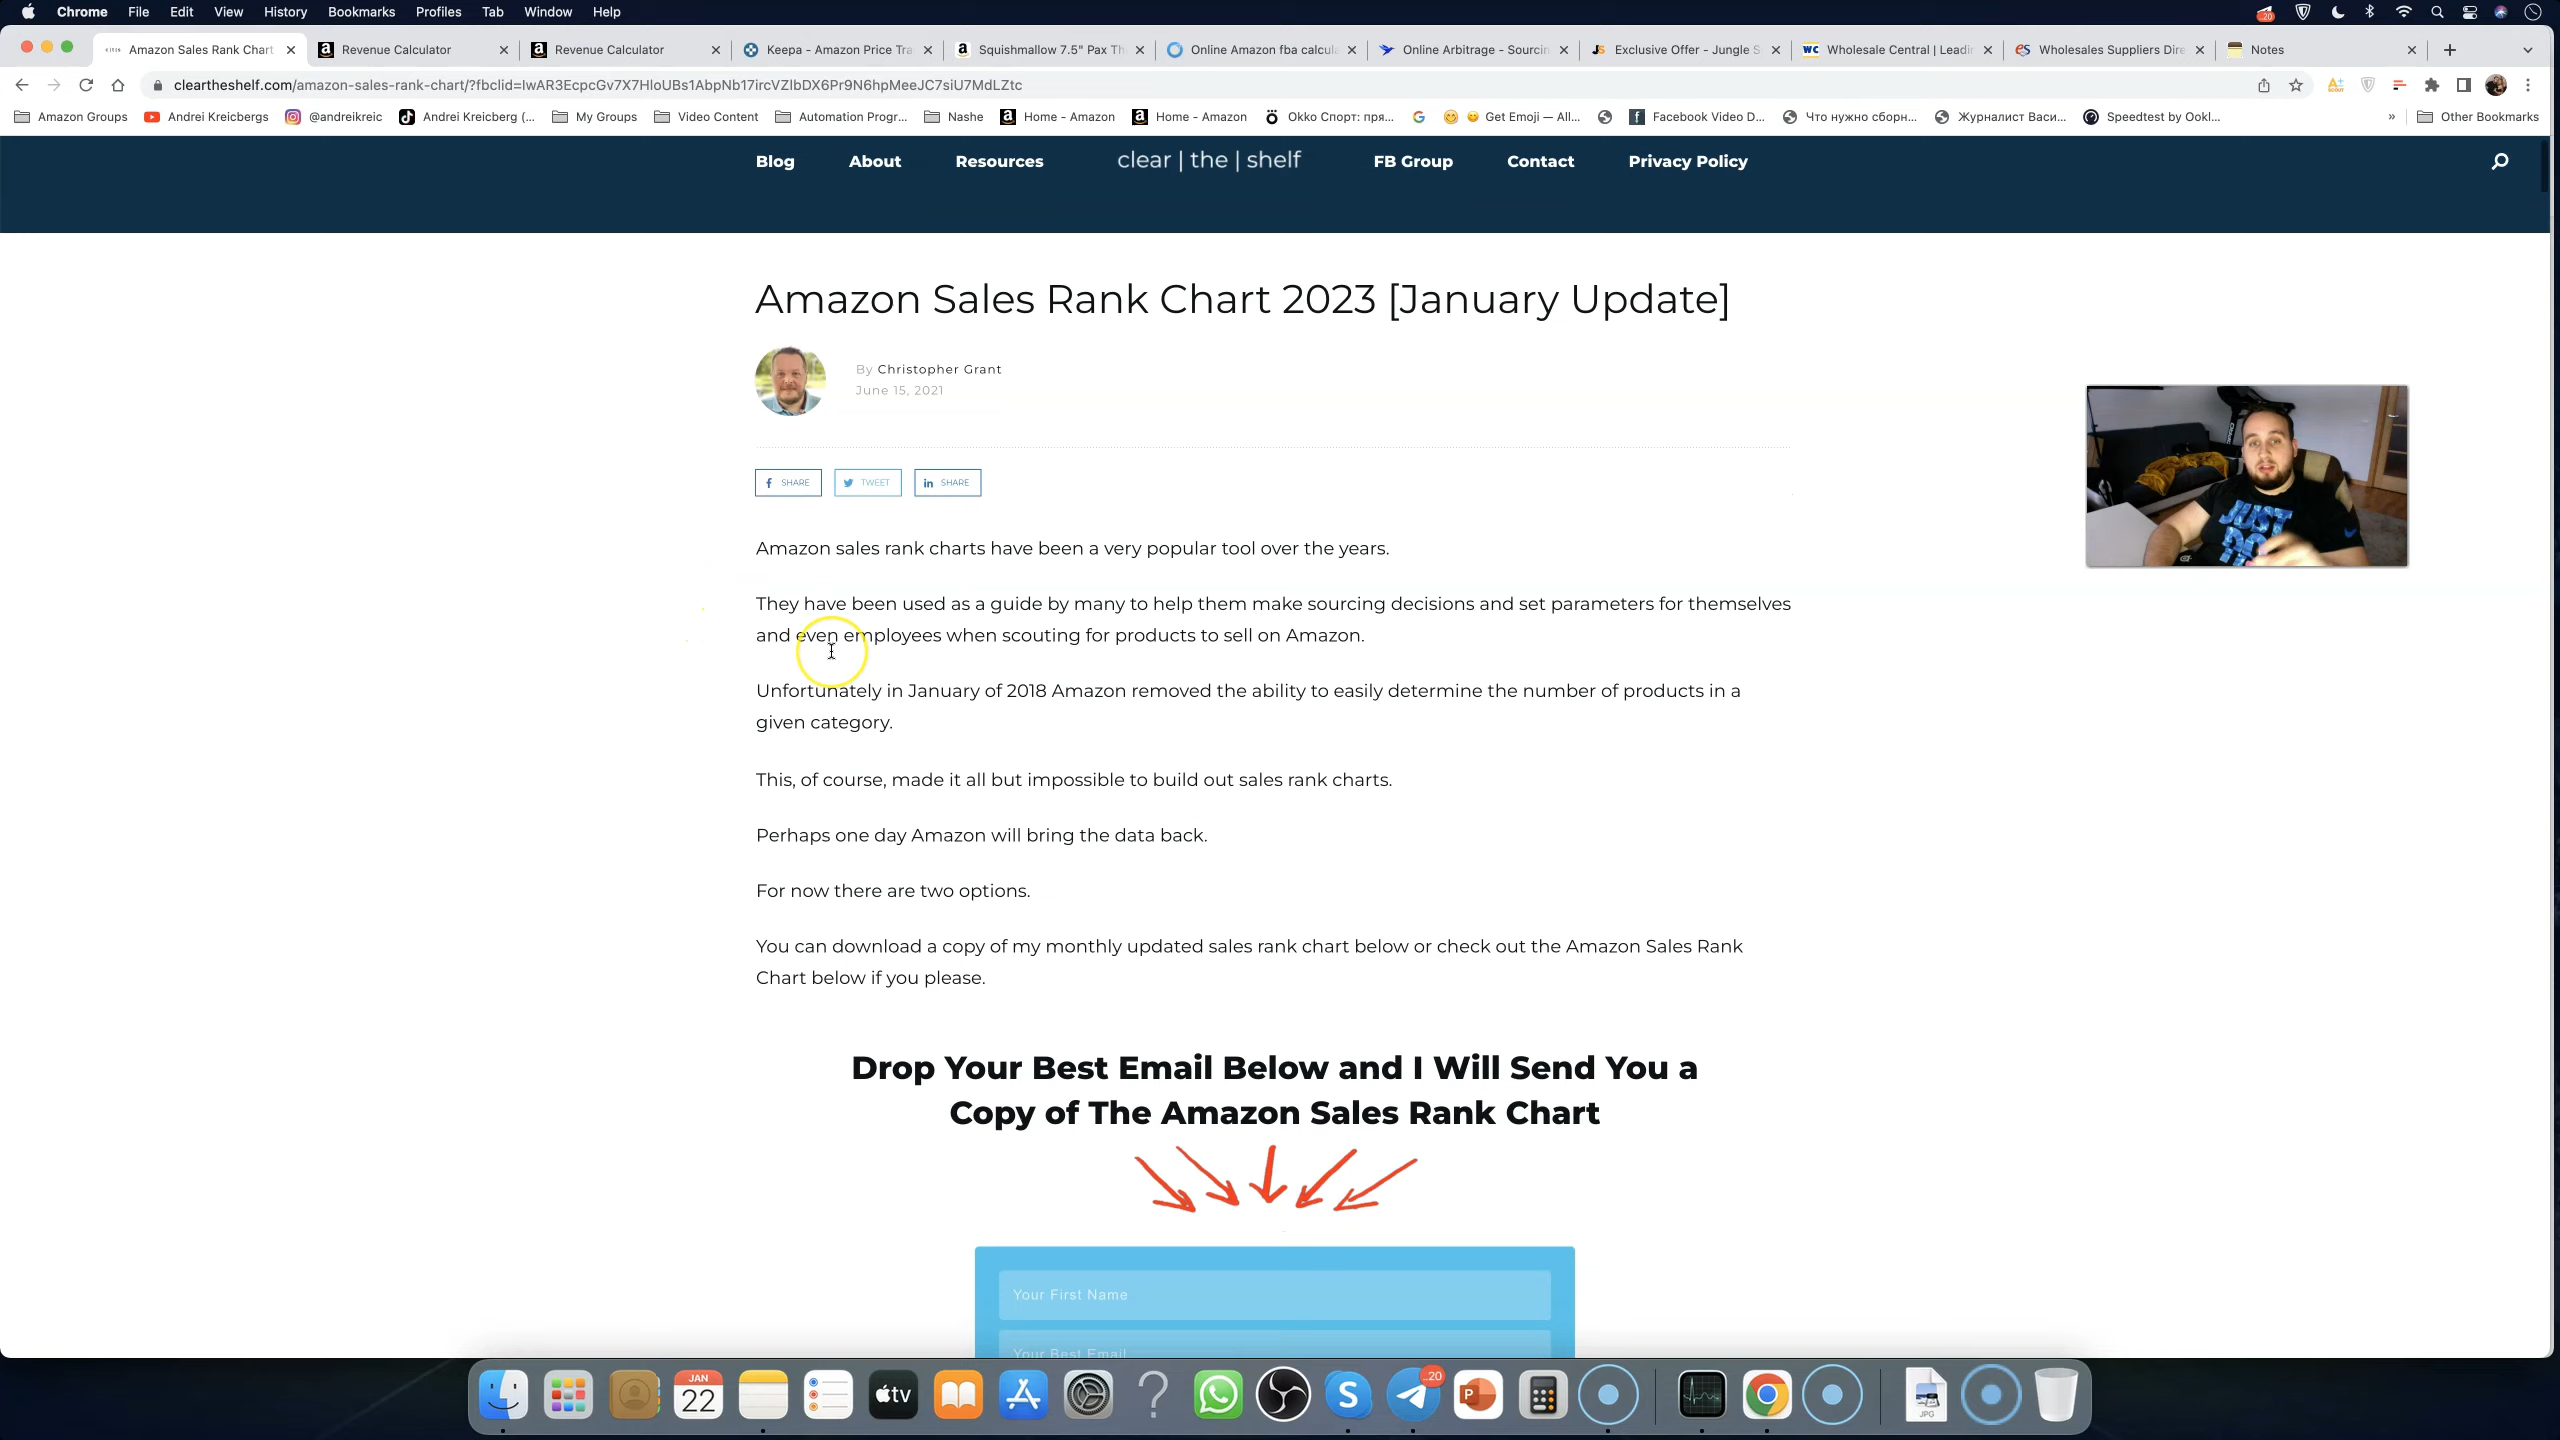 Chrome File Edit View History Bookmarks Profiles Tab Window Help
Amazon Sales Rank Chart Revenue Calculator Revenue Calculator Keepa - Amazon Price Tra Squishmallow 7.5" Pax Th Online Amazon fba calcul Online Arbitrage - Sourcin Exclusive Offer - Jungle S Wholesale Central | Leadi Wholesales Suppliers Dire Notes
cleartheshelf.com/amazon-sales-rank-chart/?fbclid=IwAR3EcpcGv7X7HloUBs1AbpNb17ircVZlbDX6Pr9N6hpMeeJC7siU7MdLZtc
Amazon Groups Andrei Kreicbergs @andreikreic Andrei Kreicberg (... My Groups Video Content Automation Progr... Nashe Home - Amazon Home - Amazon Okko Спорт: пря... Get Emoji — All... Facebook Video D... Что нужно сборн... Журналист Васи... Speedtest by Ookl... » Other Bookmarks
Blog About Resources clear | the | shelf FB Group Contact Privacy Policy
Amazon Sales Rank Chart 2023 [January Update]
By Christopher Grant
June 15, 2021
SHARE TWEET SHARE
Amazon sales rank charts have been a very popular tool over the years.
They have been used as a guide by many to help them make sourcing decisions and set parameters for themselves
and even employees when scouting for products to sell on Amazon.
Unfortunately in January of 2018 Amazon removed the ability to easily determine the number of products in a
given category.
This, of course, made it all but impossible to build out sales rank charts.
Perhaps one day Amazon will bring the data back.
For now there are two options.
You can download a copy of my monthly updated sales rank chart below or check out the Amazon Sales Rank
Chart below if you please.
Drop Your Best Email Below and I Will Send You a
Copy of The Amazon Sales Rank Chart
Your First Name
Your Best Email
JUST
JAN
22
tv
20
JPG